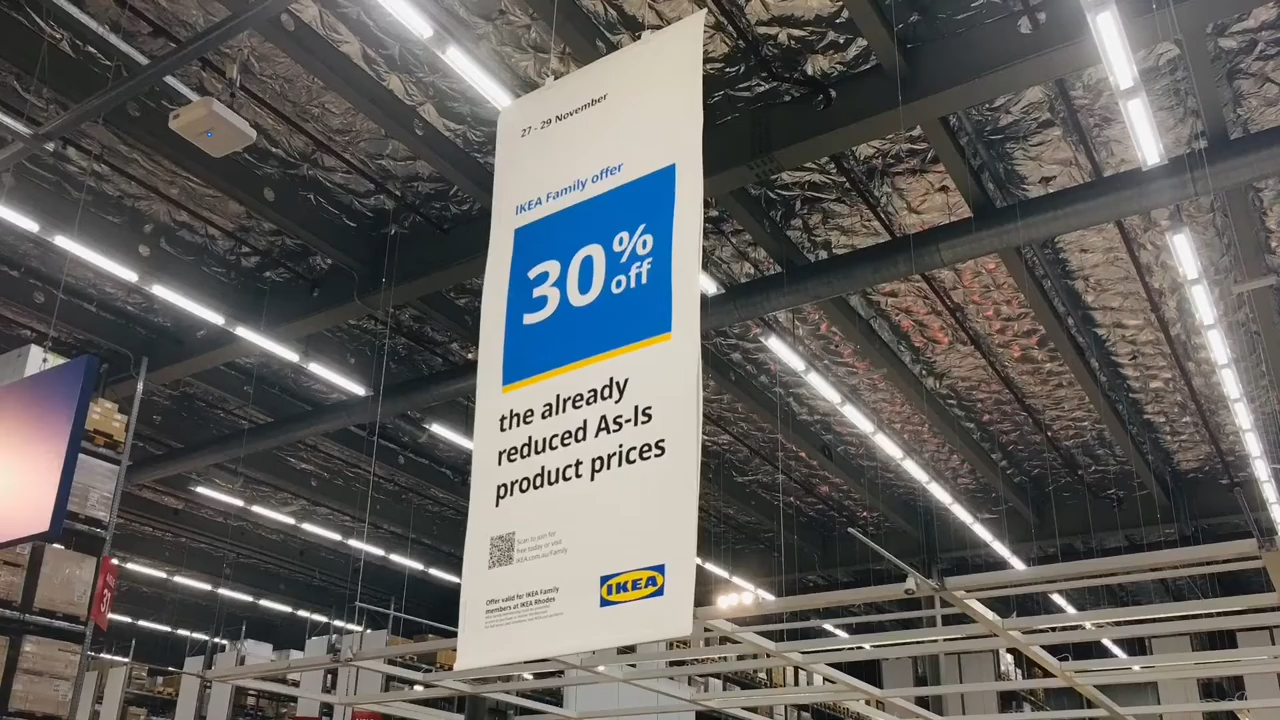 27 - 29 November
IKEA Family offer
30%
off
the already
reduced As-Is
product prices
Scan to join for
free today or visit
IKEA.com.au/Family
Offer valid for IKEA Family
members at IKEA Rhodes
IKEA
31